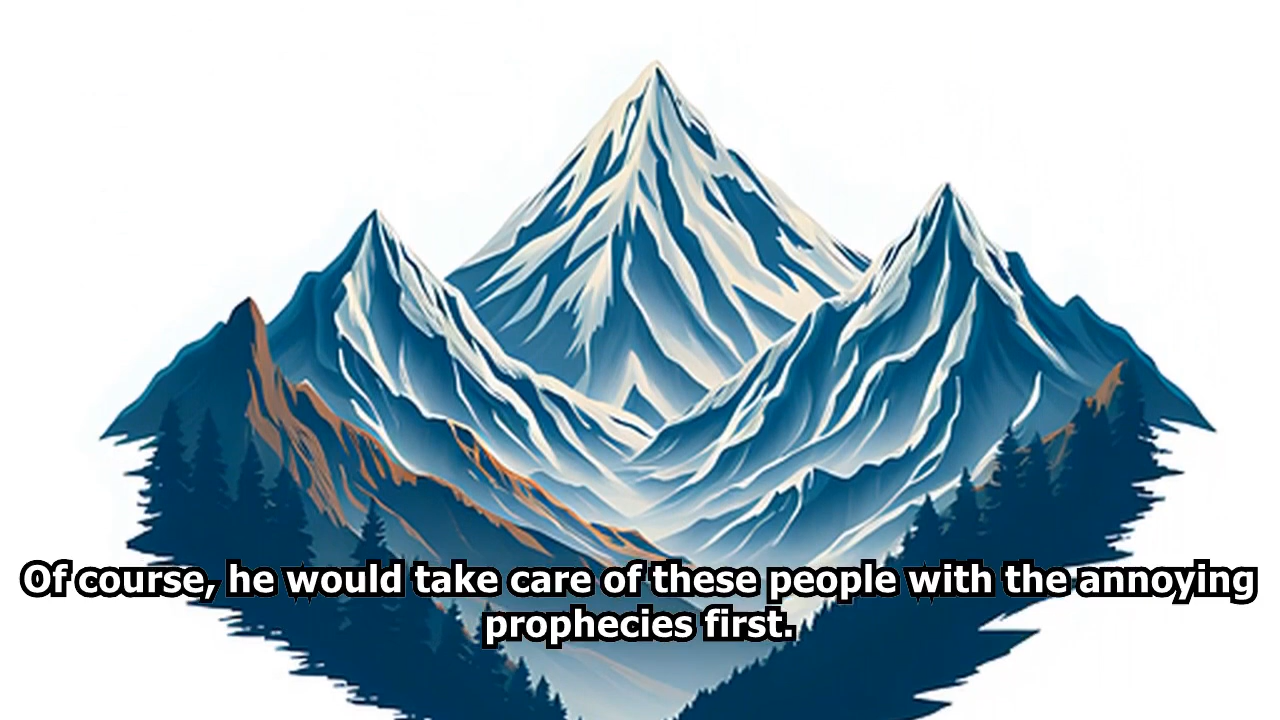 Of course, he would take care of these people with the annoying
prophecies first.